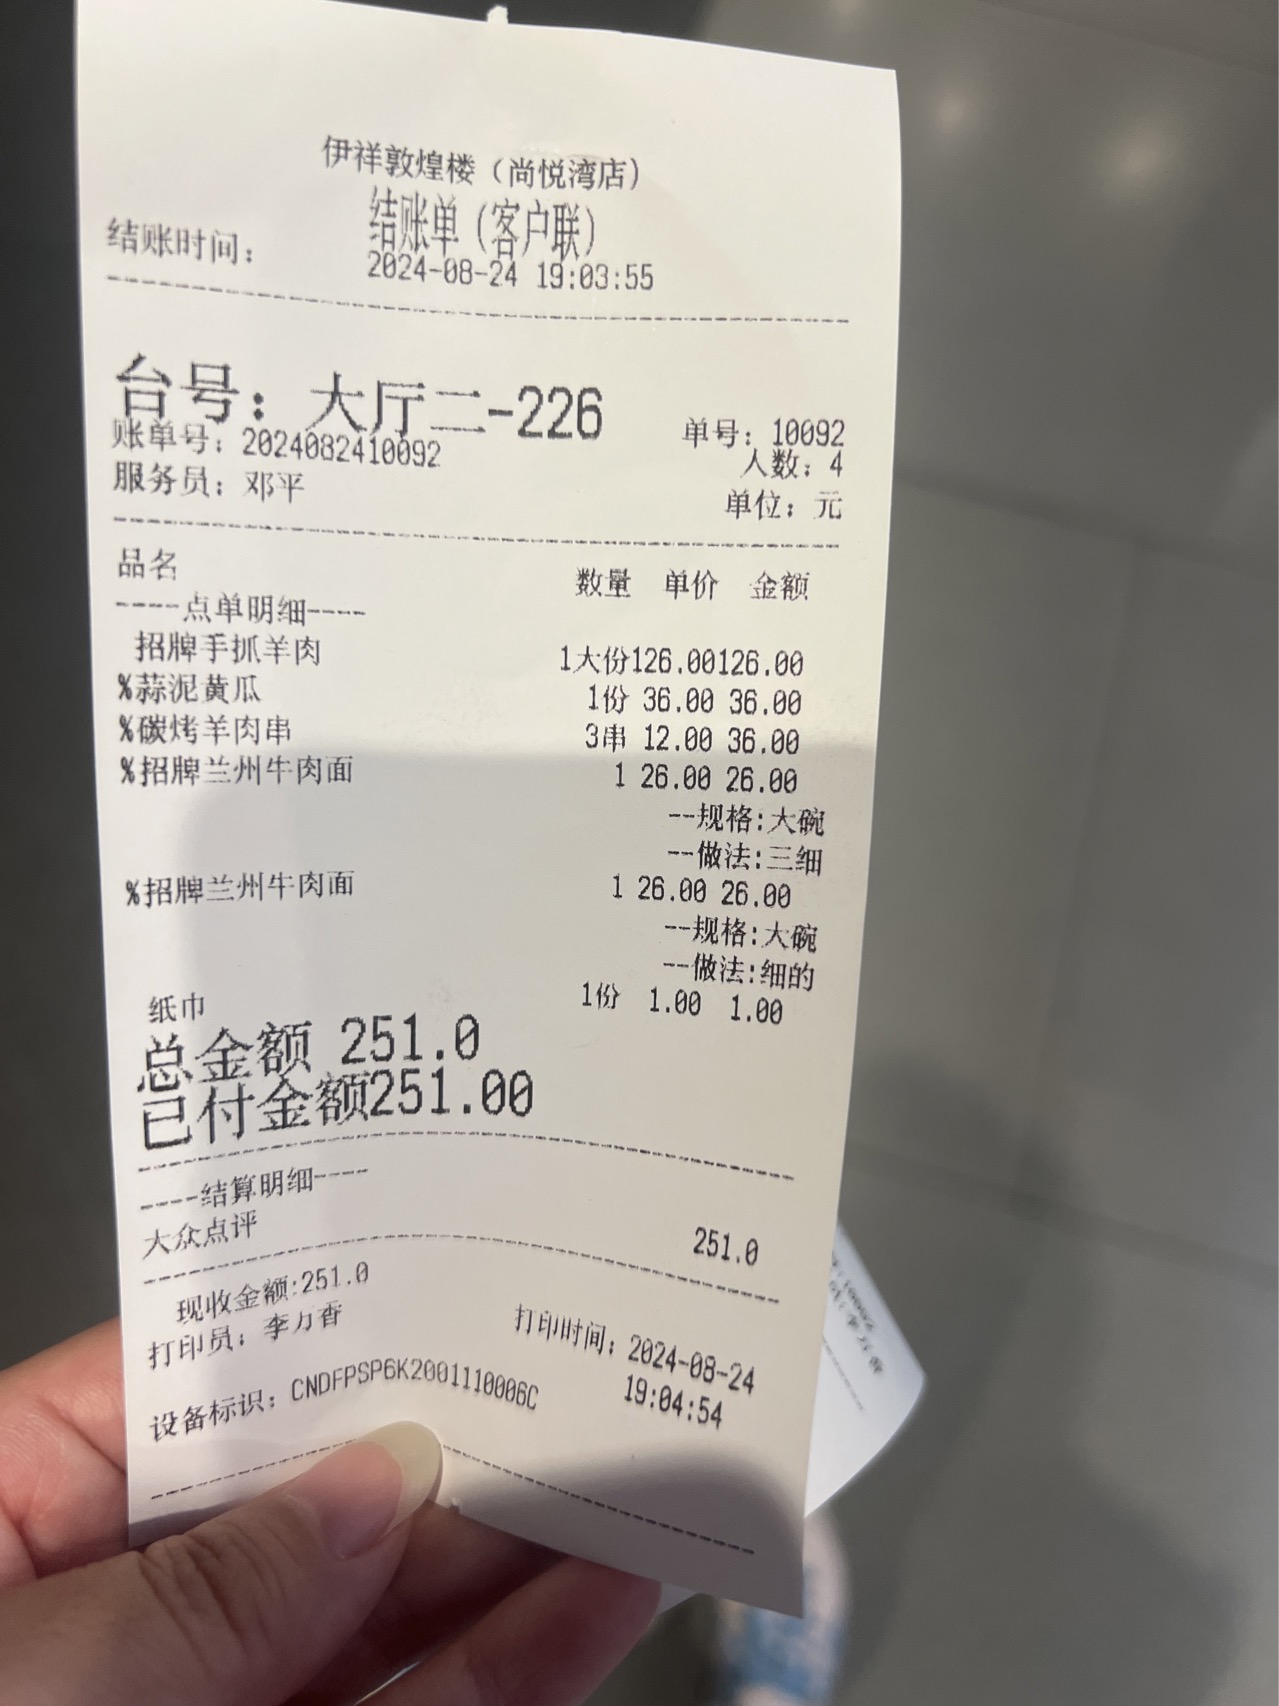 伊祥敦煌楼（尚悦湾店）
结账单（客户联）
结账时间： 2024-08-24 19:03:55
台号：大厅二-226
账单号：2024082410092 单号：10092
人数：4
服务员：邓平
单位：元
品名 数量 单价 金额
----点单明细----
招牌手抓羊肉 1大份126.00126.00
%蒜泥黄瓜 1份 36.00 36.00
%碳烤羊肉串 3串 12.00 36.00
%招牌兰州牛肉面 1 26.00 26.00
--规格:大碗
--做法:三细
%招牌兰州牛肉面 1 26.00 26.00
--规格:大碗
--做法:细的
纸巾 1份 1.00 1.00
总金额 251.0
已付金额251.00
----结算明细----
大众点评 251.0
现收金额:251.0
打印员：李万香 打印时间：2024-08-24
19:04:54
设备标识：CNDFPSP6K2001110006C